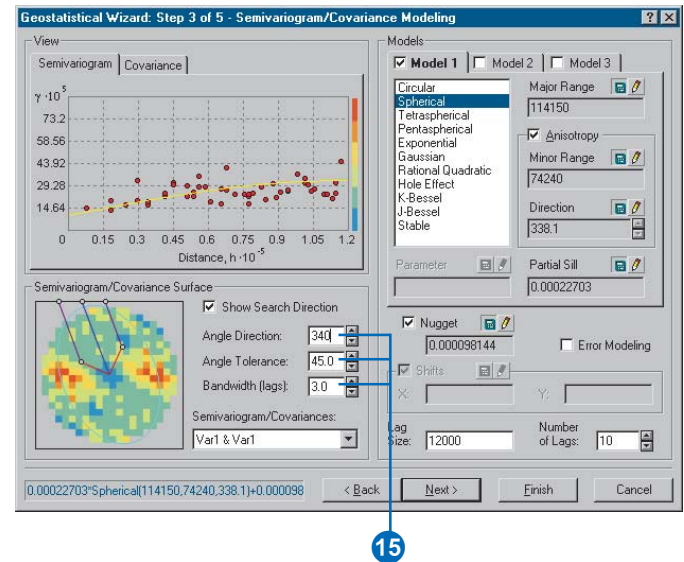 Geostatistical Wizard: Step 3 of 5 - Semivariogram/Covariance Modeling
View
Semivariogram
Covariance
γ·10 5
73.2
58.56
43.92
29.28
14.64
0 0.15 0.3 0.45 0.6 0.75 0.9 1.05 1.2
Distance, h·10 -5
Semivariogram/Covariance Surface
Show Search Direction
Angle Direction: 340
Angle Tolerance: 45.0
Bandwidth (lags): 3.0
Semivariogram/Covariances:
Var1 & Var1
Models
Model 1
Model 2
Model 3
Circular
Spherical
Tetraspherical
Pentaspherical
Exponential
Gaussian
Rational Quadratic
Hole Effect
K-Bessel
J-Bessel
Stable
Major Range
114150
Anisotropy
Minor Range
74240
Direction
338.1
Parameter
Partial Sill
0.00022703
Nugget
0.000098144
Error Modeling
Shifts
X:
Y:
Lag Size: 12000
Number of Lags: 10
0.00022703*Spherical(114150,74240,338.1)+0.000098
< Back
Next >
Finish
Cancel
15